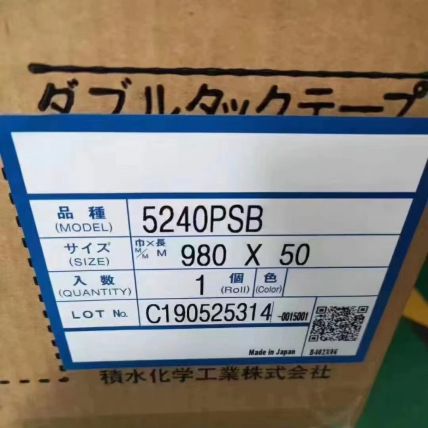 ダブルタックテープ
品種 (MODEL) 5240PSB
サイズ (SIZE) 巾×長 M/M M 980 X 50
入数 (QUANTITY) 1 個 (Roll) 色 (Color)
LOT No. C190525314 -0015001
Made in Japan
積水化学工業株式会社